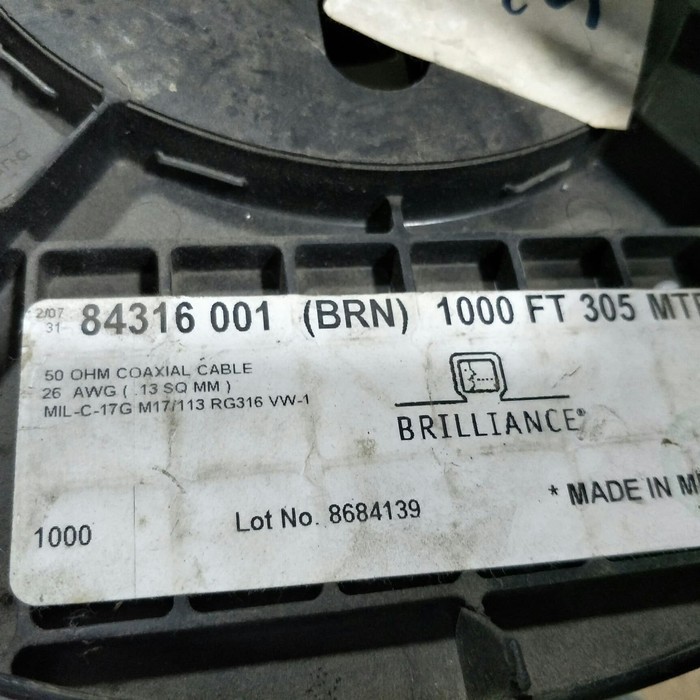 2/07
31
84316 001 (BRN) 1000 FT 305
50 OHM COAXIAL CABLE
26 AWG ( .13 SQ MM )
MIL-C-17G M17/113 RG316 VW-1
BRILLIANCE®
* MADE IN
Lot No. 8684139
1000